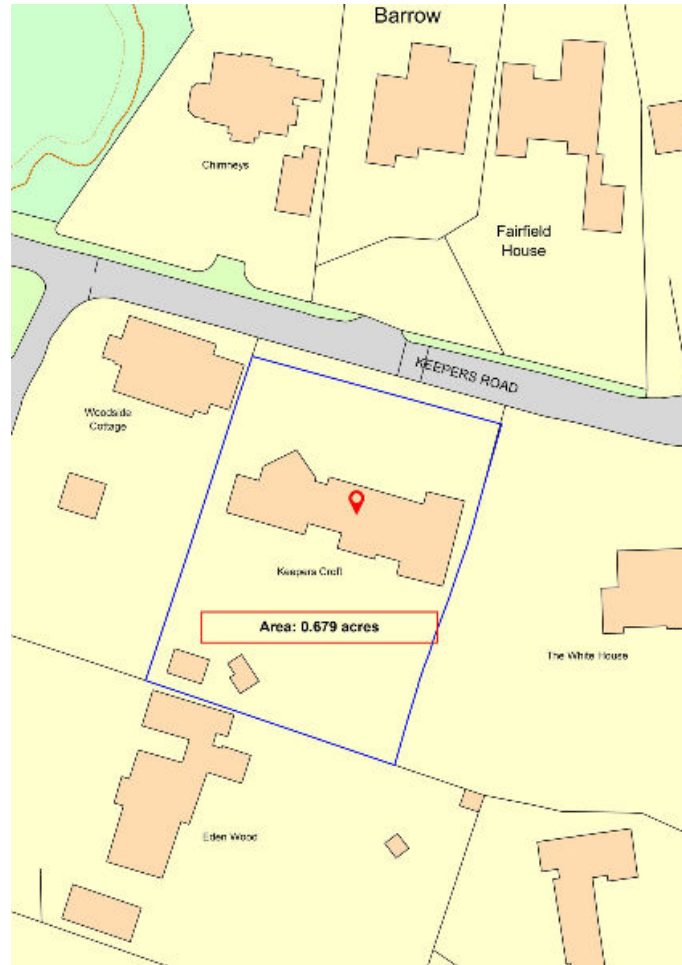 Barrow
Chimneys
Fairfield
House
KEEPERS ROAD
Woodside
Cottage
Keepers Croft
Area: 0.679 acres
The White House
Eden Wood